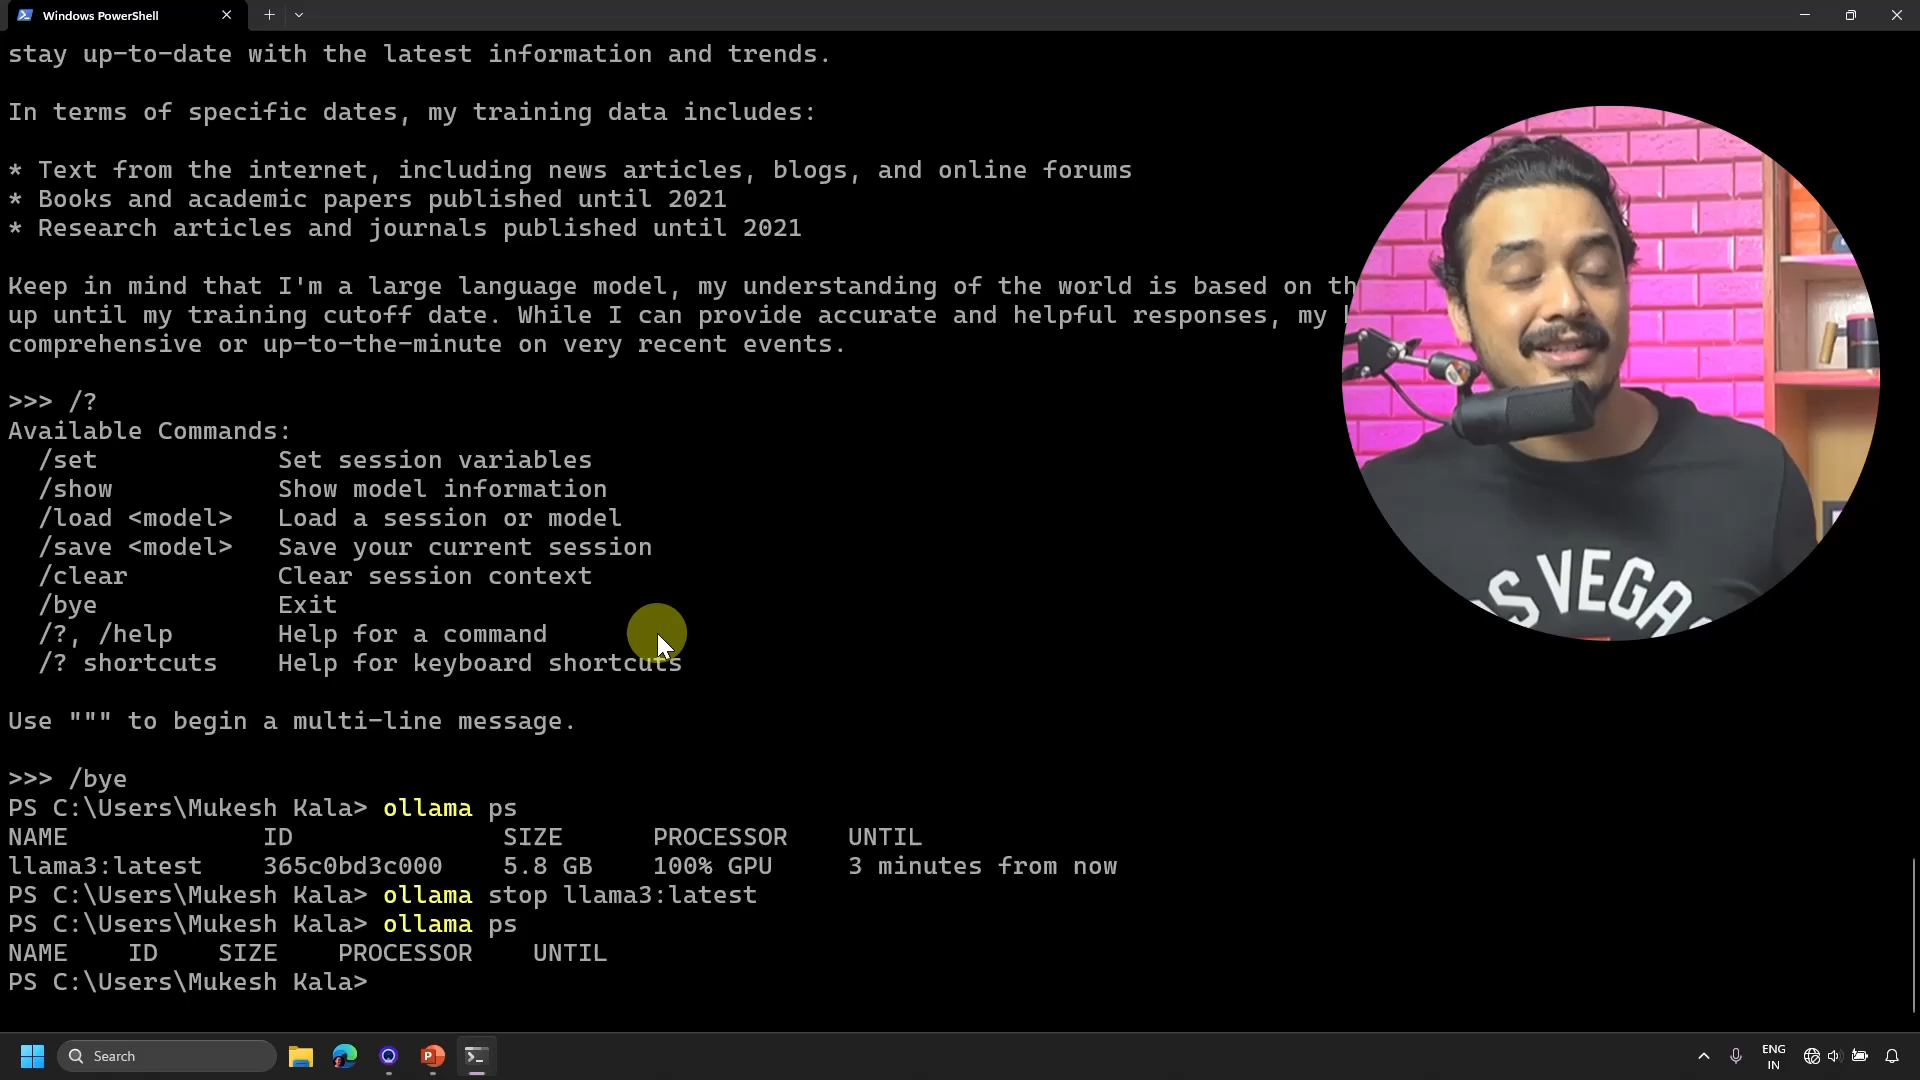 Windows PowerShell
stay up-to-date with the latest information and trends.
In terms of specific dates, my training data includes:
* Text from the internet, including news articles, blogs, and online forums
* Books and academic papers published until 2021
* Research articles and journals published until 2021
Keep in mind that I'm a large language model, my understanding of the world is based on th
up until my training cutoff date. While I can provide accurate and helpful responses, my
comprehensive or up-to-the-minute on very recent events.
>>> /?
Available Commands:
/set Set session variables
/show Show model information
/load <model> Load a session or model
/save <model> Save your current session
/clear Clear session context
/bye Exit
/?, /help Help for a command
/? shortcuts Help for keyboard shortcuts
Use """ to begin a multi-line message.
>>> /bye
PS C:\Users\Mukesh Kala> ollama ps
NAME ID SIZE PROCESSOR UNTIL
llama3:latest 365c0bd3c000 5.8 GB 100% GPU 3 minutes from now
PS C:\Users\Mukesh Kala> ollama stop llama3:latest
PS C:\Users\Mukesh Kala> ollama ps
NAME ID SIZE PROCESSOR UNTIL
PS C:\Users\Mukesh Kala>
OS VEGA
Search
ENG
IN